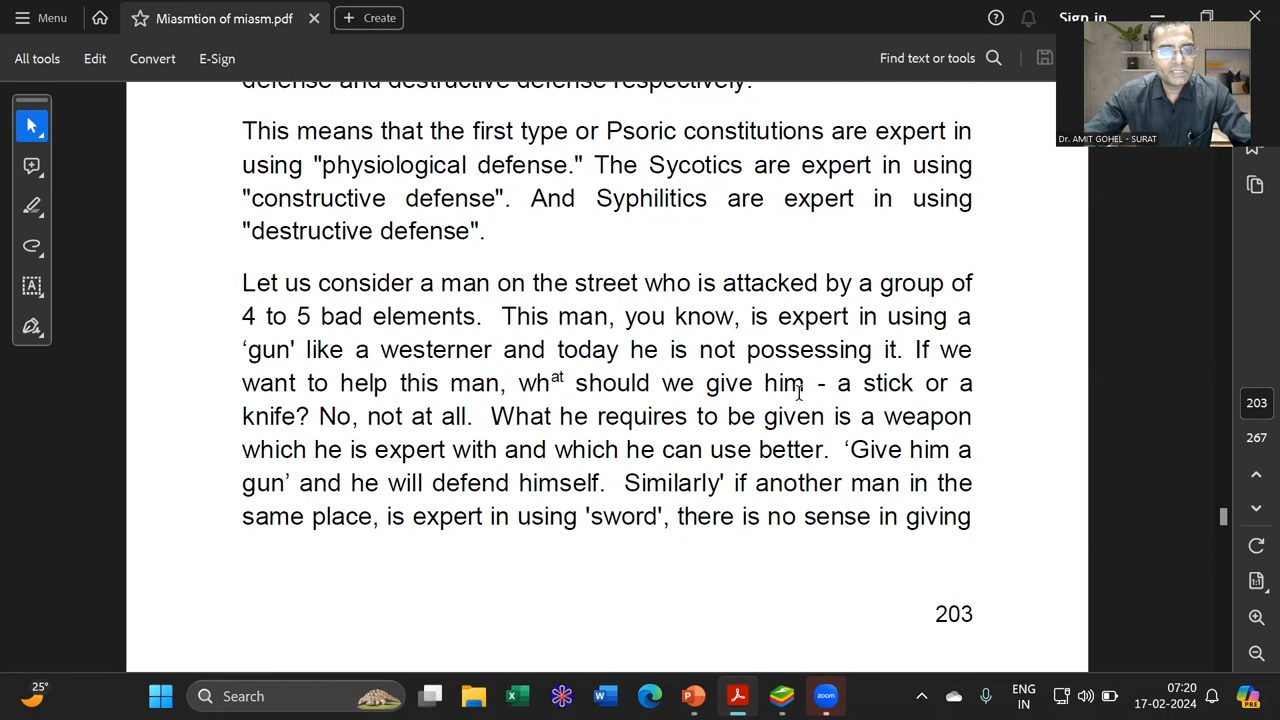 Menu
Miasmtion of miasm.pdf
Create
Sign in
All tools
Edit
Convert
E-Sign
Find text or tools
defense and destructive defense respectively.
This means that the first type or Psoric constitutions are expert in
using "physiological defense." The Sycotics are expert in using
"constructive defense". And Syphilitics are expert in using
"destructive defense".
Let us consider a man on the street who is attacked by a group of
4 to 5 bad elements. This man, you know, is expert in using a
‘gun' like a westerner and today he is not possessing it. If we
want to help this man, what should we give him - a stick or a
knife? No, not at all. What he requires to be given is a weapon
which he is expert with and which he can use better. ‘Give him a
gun’ and he will defend himself. Similarly' if another man in the
same place, is expert in using 'sword', there is no sense in giving
203
Dr. AMIT GOHEL - SURAT
203
267
25°
Search
ENG
IN
07:20
17-02-2024
PRE